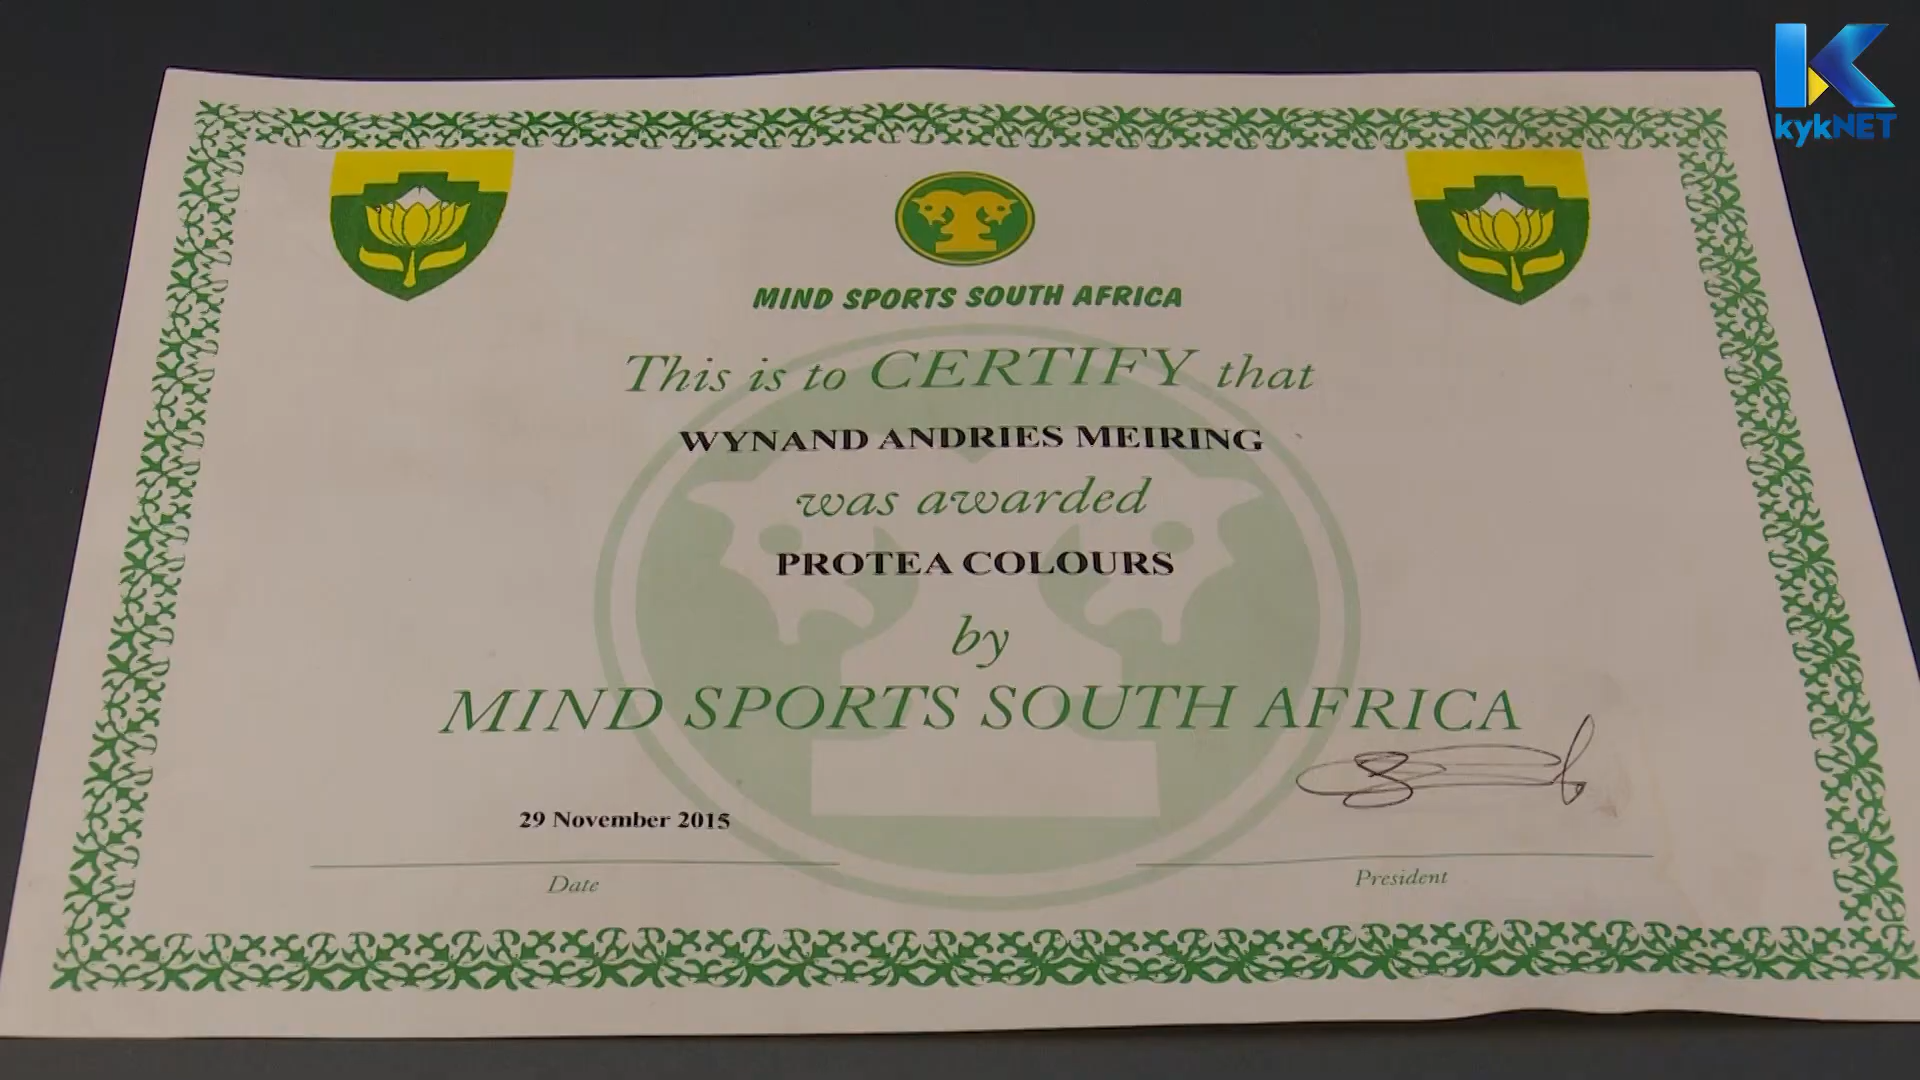 kykNET
MIND SPORTS SOUTH AFRICA
This is to CERTIFY that
WYNAND ANDRIES MEIRING
was awarded
PROTEA COLOURS
by
MIND SPORTS SOUTH AFRICA
29 November 2015
Date
President